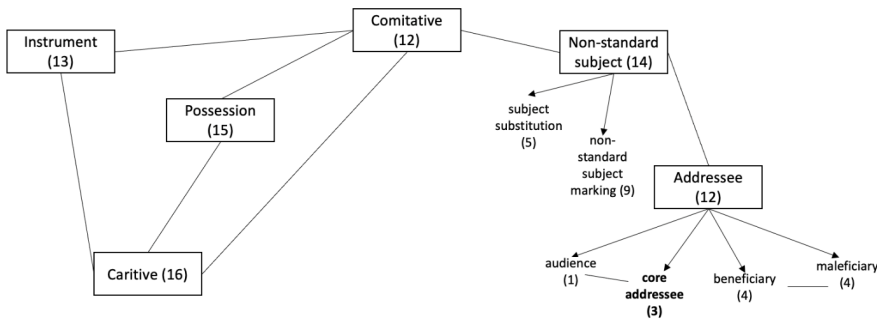 Comitative
(12)
Instrument
(13)
Non-standard
subject (14)
Possession
(15)
subject
substitution
(5)
non-
standard
subject
marking (9)
Addressee
(12)
Caritive (16)
audience
(1)
core
addressee
(3)
beneficiary
(4)
maleficiary
(4)